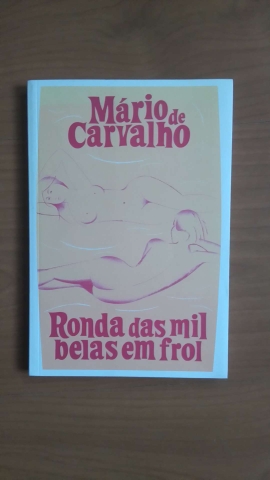 Mário de
Carvalho
Ronda das mil
belas em frol